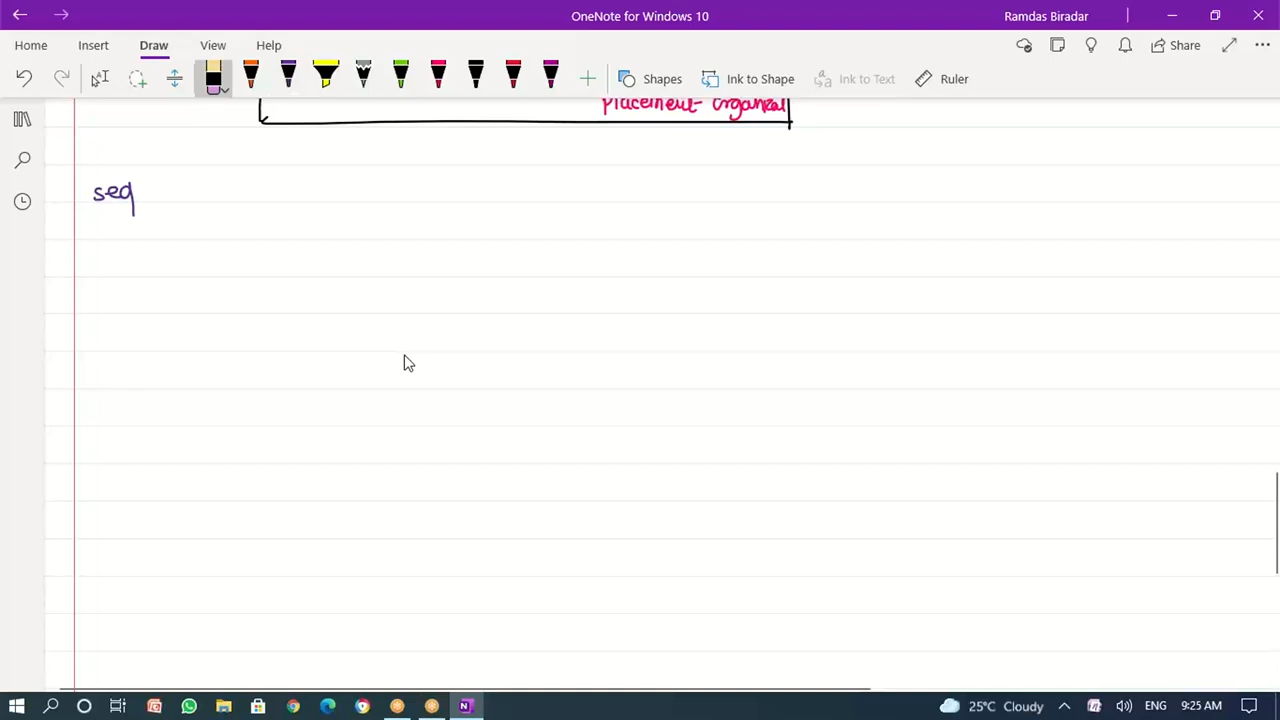 OneNote for Windows 10
Ramdas Biradar
Home Insert Draw View Help
Share
Shapes Ink to Shape Ink to Text Ruler
placement-
seq
25°C Cloudy ENG 9:25 AM